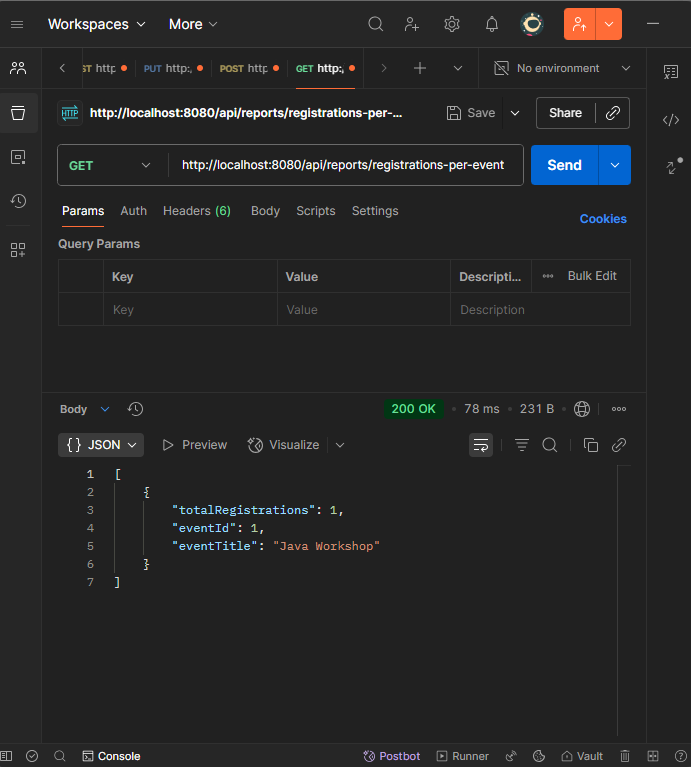 Workspaces More
ST http PUT http:, POST http GET http:, No environment
HTTP http://localhost:8080/api/reports/registrations-per-... Save Share
GET http://localhost:8080/api/reports/registrations-per-event Send
Params Auth Headers (6) Body Scripts Settings Cookies
Query Params
Key Value Descripti... Bulk Edit
Key Value Description
Body 200 OK 78 ms 231 B
{} JSON Preview Visualize
1 [
2 {
3 "totalRegistrations": 1,
4 "eventId": 1,
5 "eventTitle": "Java Workshop"
6 }
7 ]
Console Postbot Runner Vault